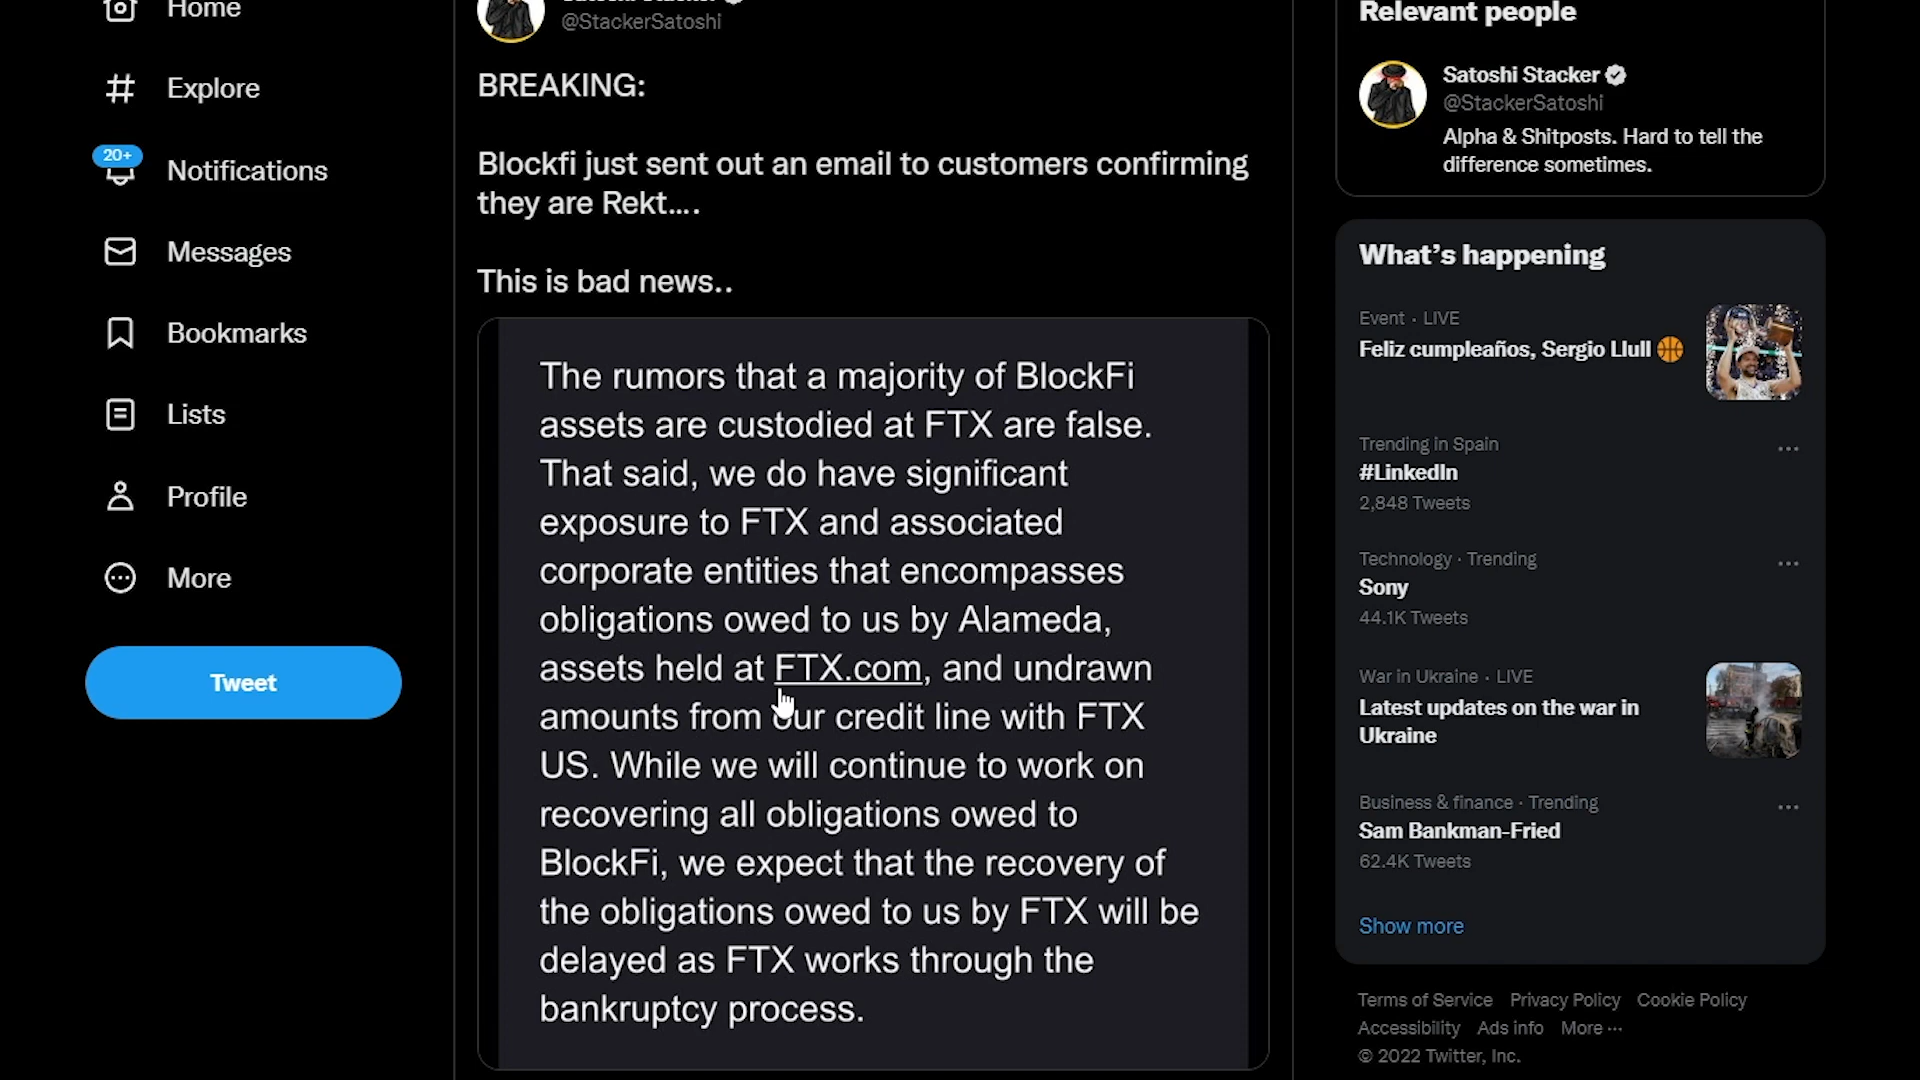 Home
Explore
20+
Notifications
Messages
Bookmarks
Lists
Profile
More
Tweet
@StackerSatoshi
BREAKING:
Blockfi just sent out an email to customers confirming
they are Rekt....
This is bad news..
The rumors that a majority of BlockFi
assets are custodied at FTX are false.
That said, we do have significant
exposure to FTX and associated
corporate entities that encompasses
obligations owed to us by Alameda,
assets held at FTX.com, and undrawn
amounts from our credit line with FTX
US. While we will continue to work on
recovering all obligations owed to
BlockFi, we expect that the recovery of
the obligations owed to us by FTX will be
delayed as FTX works through the
bankruptcy process.
Relevant people
Satoshi Stacker
@StackerSatoshi
Alpha & Shitposts. Hard to tell the
difference sometimes.
What's happening
Event · LIVE
Feliz cumpleaños, Sergio Llull
Trending in Spain
#LinkedIn
2,848 Tweets
Technology · Trending
Sony
44.1K Tweets
War in Ukraine · LIVE
Latest updates on the war in
Ukraine
Business & finance · Trending
Sam Bankman-Fried
62.4K Tweets
Show more
Terms of Service Privacy Policy Cookie Policy
Accessibility Ads info More ···
© 2022 Twitter, Inc.